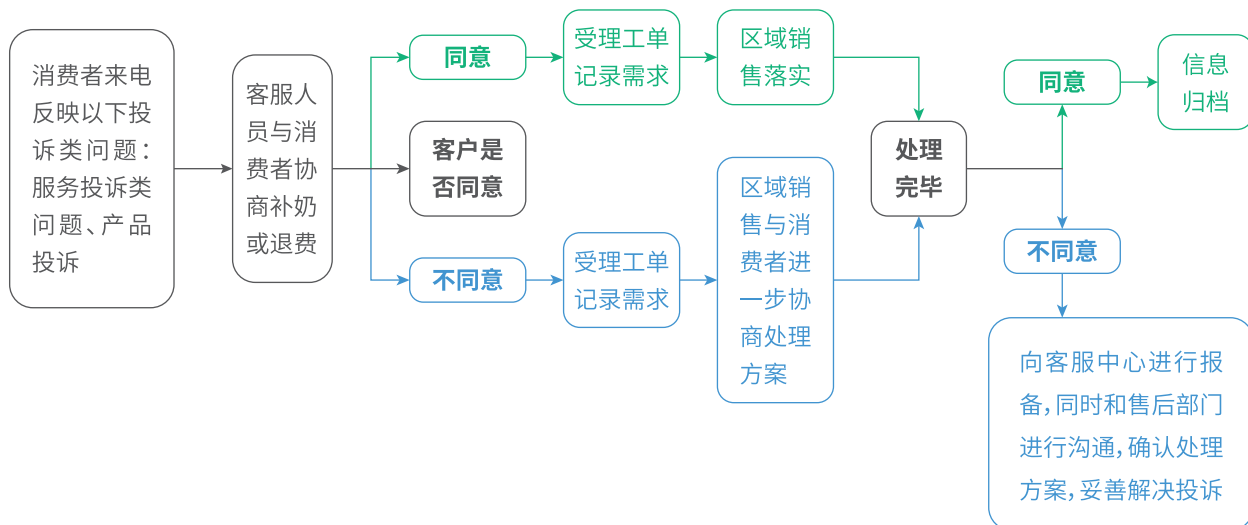 消费者来电
反映以下投
诉类问题：
服务投诉类
问题、产品
投诉
客服人
员与消
费者协
商补奶
或退费
同意
受理工单
记录需求
区域销
售落实
客户是
否同意
不同意
受理工单
记录需求
区域销
售与消
费者进
一步协
商处理
方案
处理
完毕
同意
信息
归档
不同意
向客服中心进行报
备，同时和售后部门
进行沟通，确认处理
方案，妥善解决投诉